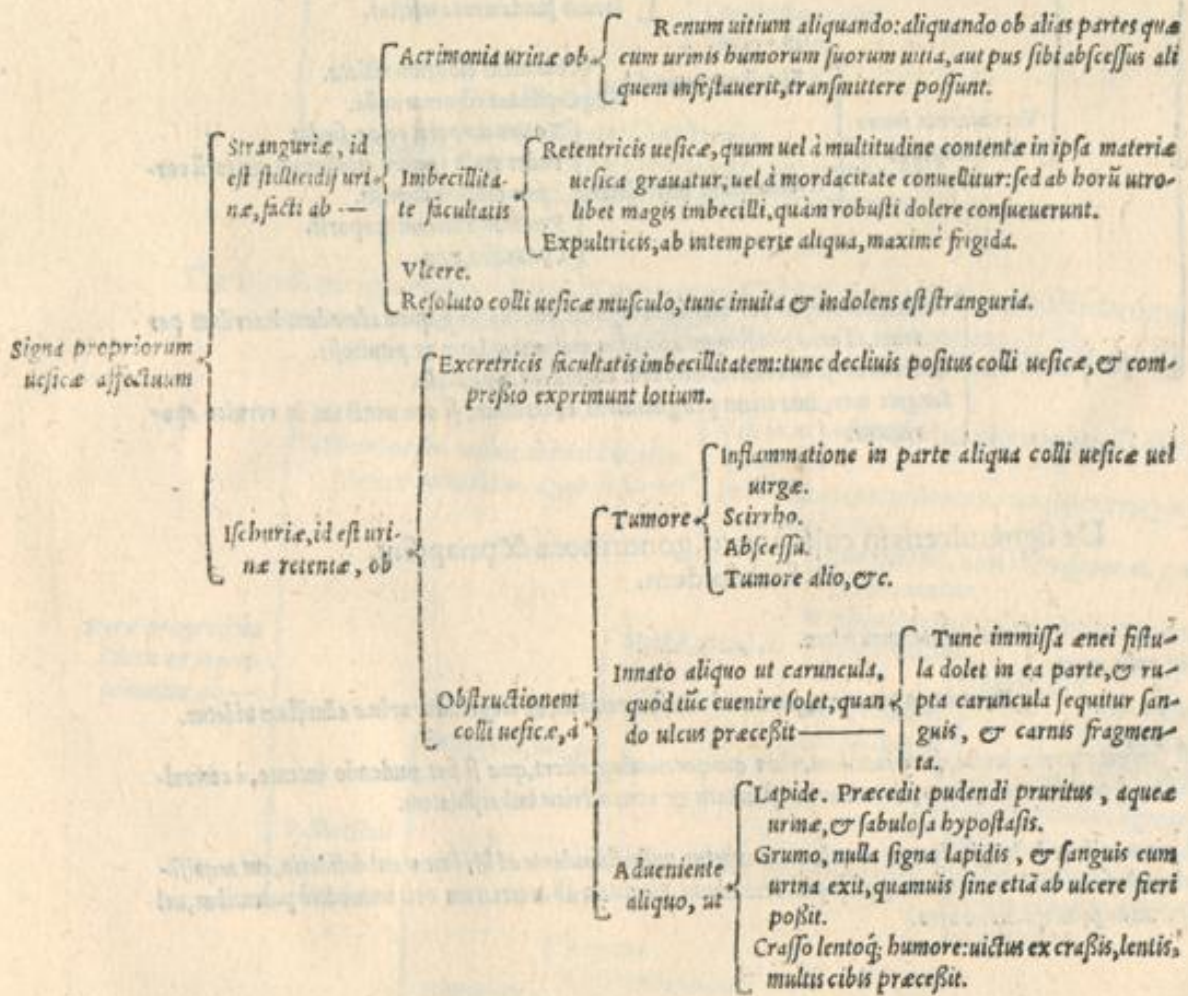 Signa propriorum
uesicæ affectuum
Stranguriæ, id
est stillicidij uri-
næ, facti ab —
Acrimonia urinæ ob
Renum uitium aliquando: aliquando ob alias partes quæ
cum urinis humorum suorum uitia, aut pus sibi abscessus ali
quem infestauerit, transmittere possunt.
Imbecillita-
te facultatis
Retentricis uesicæ, quum uel à multitudine contentæ in ipsa materiæ
uesica grauatur, uel à mordacitate conuellitur: sed ab horũ utro-
libet magis imbecilli, quàm robusti dolere consueuerunt.
Expultricis, ab intemperie aliqua, maximè frigida.
Vlcere.
Resoluto colli uesicæ musculo, tunc inuita & indolens est stranguria.
Ischuriæ, id est uri-
næ retentæ, ob
Excretricis facultatis imbecillitatem: tunc decliuis positus colli uesicæ, & com-
preßio exprimunt lotium.
Obstructionem
colli uesicæ, à
Tumore
Inflammatione in parte aliqua colli uesicæ uel
uirgæ.
Scirrho.
Abscessu.
Tumore alio, &c.
Innato aliquo ut caruncula,
quòd tũc euenire solet, quan
do ulcus præceßit —
Tunc immissa ænei fistu-
la dolet in ea parte, & ru-
pta caruncula sequitur san-
guis, & carnis fragmen-
ta.
Adueniente
aliquo, ut
Lapide. Præcedit pudendi pruritus, aqueæ
urinæ, & sabulosa hypostasis.
Grumo, nulla signa lapidis, & sanguis cum
urina exit, quamuis sine etiã ab ulcere fieri
poßit.
Crasso lentoq; humore: uictus ex craßis, lentis,
multis cibis præceßit.